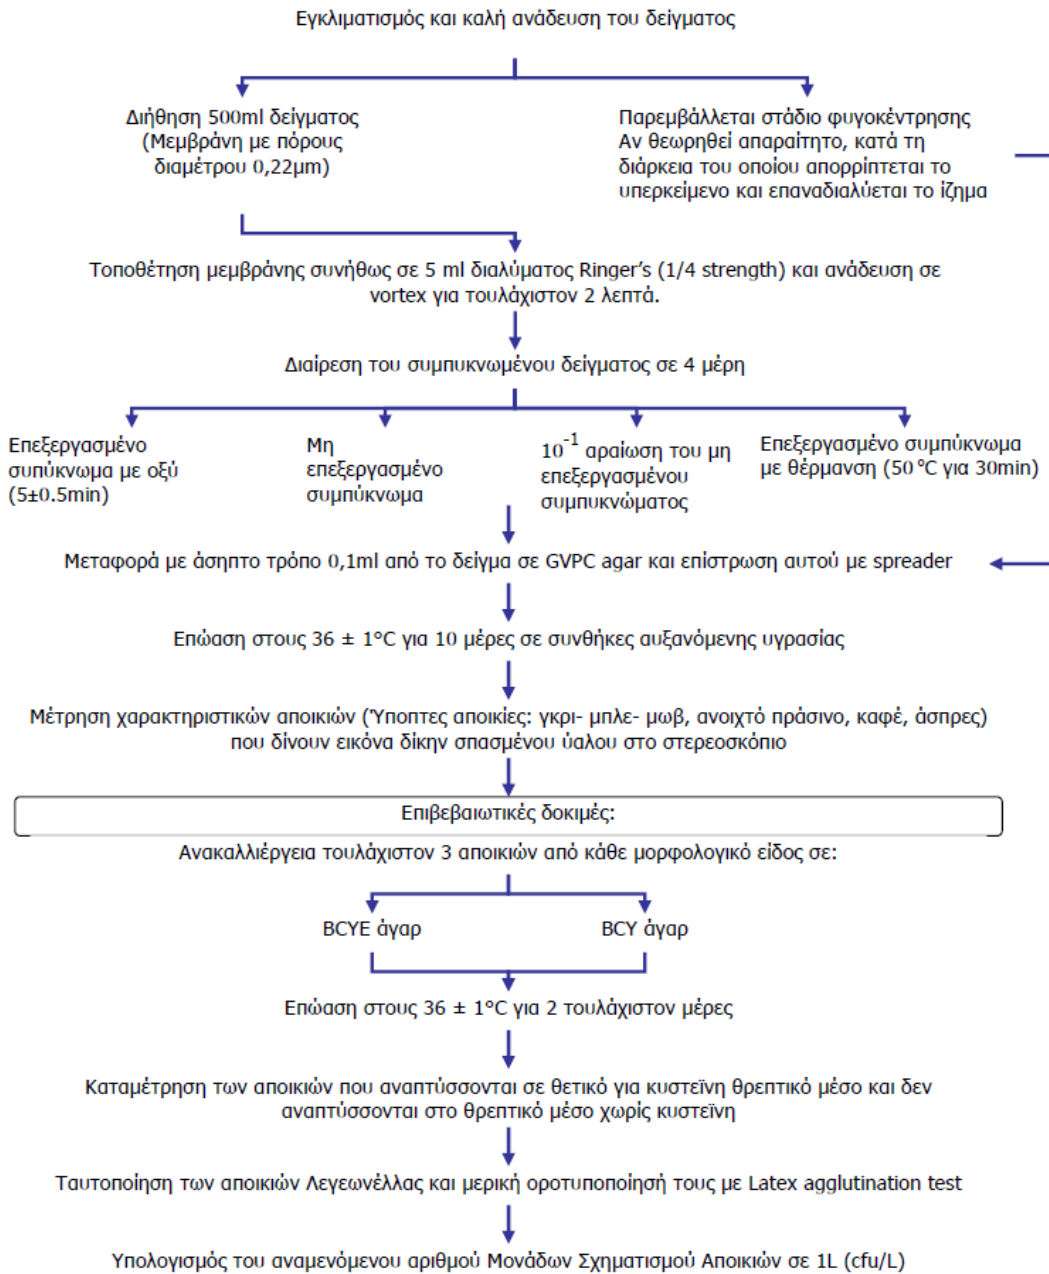 Εγκλιματισμός και καλή ανάδευση του δείγματος
Διήθηση 500ml δείγματος
(Μεμβράνη με πόρους
διαμέτρου 0,22μm)
Παρεμβάλλεται στάδιο φυγοκέντρησης
Αν θεωρηθεί απαραίτητο, κατά τη
διάρκεια του οποίου απορρίπτεται το
υπερκείμενο και επαναδιαλύεται το ίζημα
Τοποθέτηση μεμβράνης συνήθως σε 5 ml διαλύματος Ringer’s (1/4 strength) και ανάδευση σε
vortex για τουλάχιστον 2 λεπτά.
Διαίρεση του συμπυκνωμένου δείγματος σε 4 μέρη
Επεξεργασμένο
συπύκνωμα με οξύ
(5±0.5min)
Μη
επεξεργασμένο
συμπύκνωμα
10⁻¹ αραίωση του μη
επεξεργασμένου
συμπυκνώματος
Επεξεργασμένο συμπύκνωμα
με θέρμανση (50 °C για 30min)
Μεταφορά με άσηπτο τρόπο 0,1ml από το δείγμα σε GVPC agar και επίστρωση αυτού με spreader
Επώαση στους 36 ± 1°C για 10 μέρες σε συνθήκες αυξανόμενης υγρασίας
Μέτρηση χαρακτηριστικών αποικιών (Ύποπτες αποικίες: γκρι- μπλε- μωβ, ανοιχτό πράσινο, καφέ, άσπρες)
που δίνουν εικόνα δίκην σπασμένου ύαλου στο στερεοσκόπιο
Επιβεβαιωτικές δοκιμές:
Ανακαλλιέργεια τουλάχιστον 3 αποικιών από κάθε μορφολογικό είδος σε:
BCYE άγαρ
BCY άγαρ
Επώαση στους 36 ± 1°C για 2 τουλάχιστον μέρες
Καταμέτρηση των αποικιών που αναπτύσσονται σε θετικό για κυστεΐνη θρεπτικό μέσο και δεν
αναπτύσσονται στο θρεπτικό μέσο χωρίς κυστεΐνη
Ταυτοποίηση των αποικιών Λεγεωνέλλας και μερική οροτυποποίησή τους με Latex agglutination test
Υπολογισμός του αναμενόμενου αριθμού Μονάδων Σχηματισμού Αποικιών σε 1L (cfu/L)